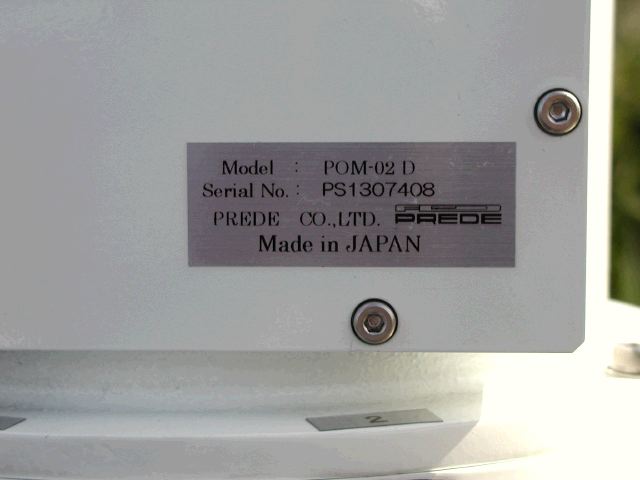 Model : POM-02 D
Serial No. : PS1307408
PREDE CO.,LTD. PREDE
Made in JAPAN
2